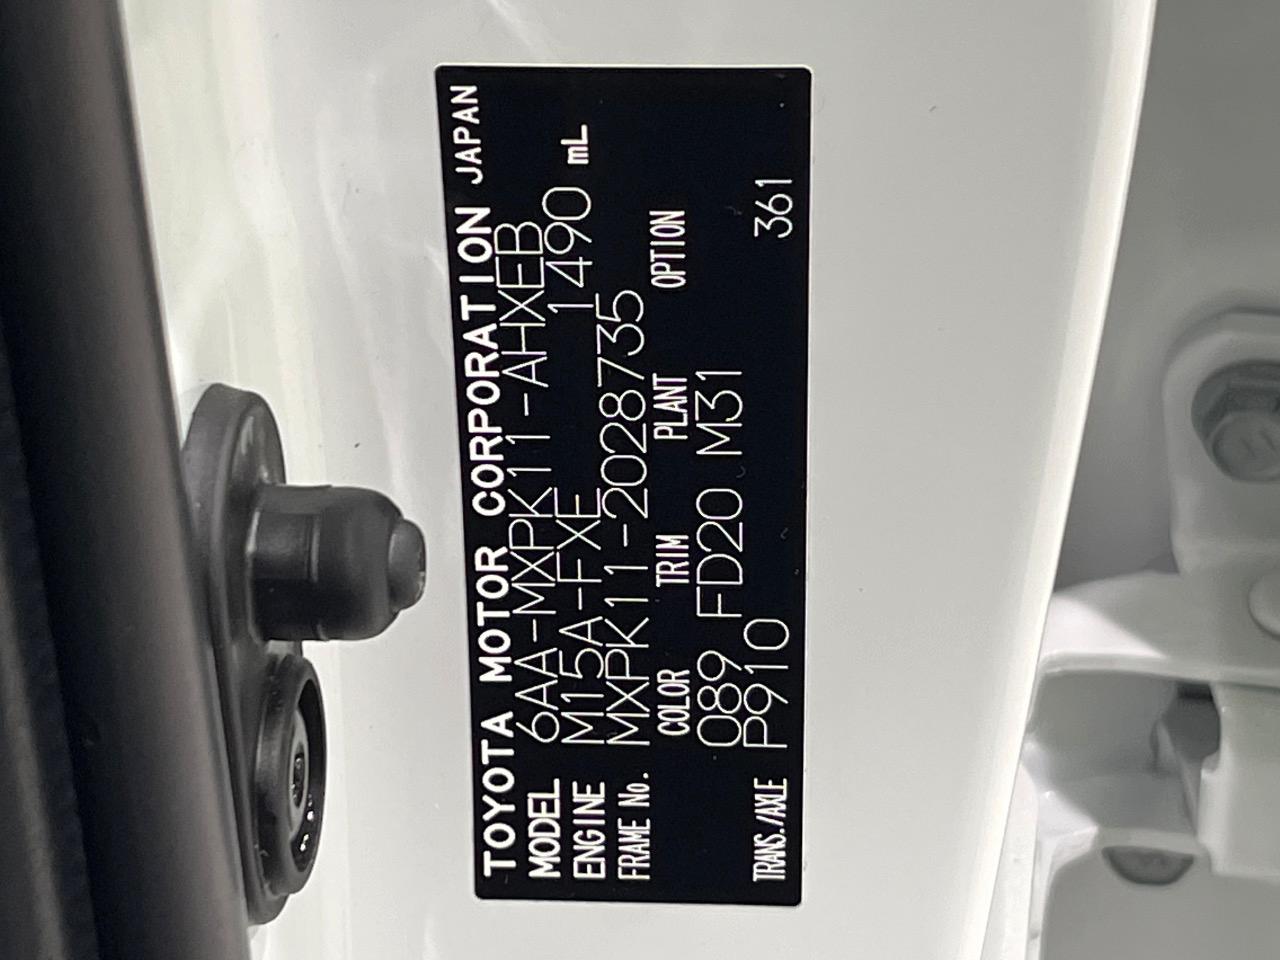 TOYOTA MOTOR CORPORATION JAPAN
MODEL 6AA-MXPK11-AHXEB
ENGINE M15A-FXE 1490 mL
FRAME No. MXPK11-2028735
COLOR TRIM PLANT OPTION
089 FD20 M31
TRANS./AXLE P910 361